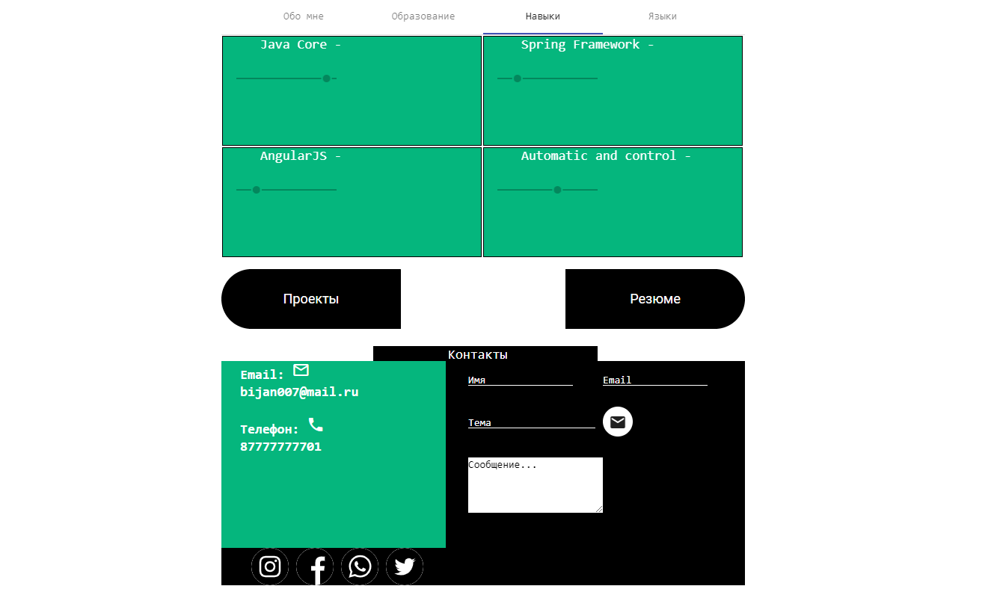 Обо мне Образование Навыки Языки
Java Core - Spring Framework -
AngularJS - Automatic and control -
Проекты Резюме
Контакты
Email:
bijan007@mail.ru
Телефон:
87777777701
Имя Email
Тема
Сообщение...